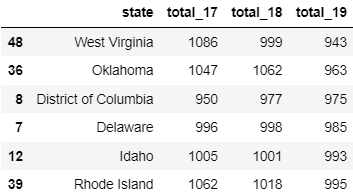 state total_17 total_18 total_19
48 West Virginia 1086 999 943
36 Oklahoma 1047 1062 963
8 District of Columbia 950 977 975
7 Delaware 996 998 985
12 Idaho 1005 1001 993
39 Rhode Island 1062 1018 995